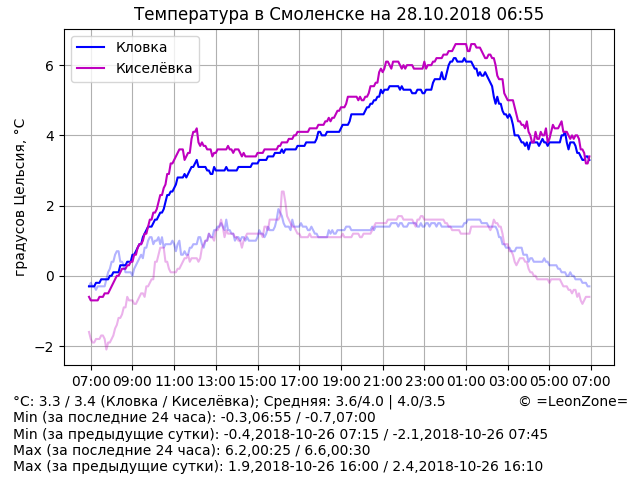 Температура в Смоленске на 28.10.2018 06:55
Кловка
Киселёвка
градусов Цельсия, °C
6
4
2
0
−2
07:00 09:00 11:00 13:00 15:00 17:00 19:00 21:00 23:00 01:00 03:00 05:00 07:00
°C: 3.3 / 3.4 (Кловка / Киселёвка); Средняя: 3.6/4.0 | 4.0/3.5 © =LeonZone=
Min (за последние 24 часа): -0.3,06:55 / -0.7,07:00
Min (за предыдущие сутки): -0.4,2018-10-26 07:15 / -2.1,2018-10-26 07:45
Max (за последние 24 часа): 6.2,00:25 / 6.6,00:30
Max (за предыдущие сутки): 1.9,2018-10-26 16:00 / 2.4,2018-10-26 16:10